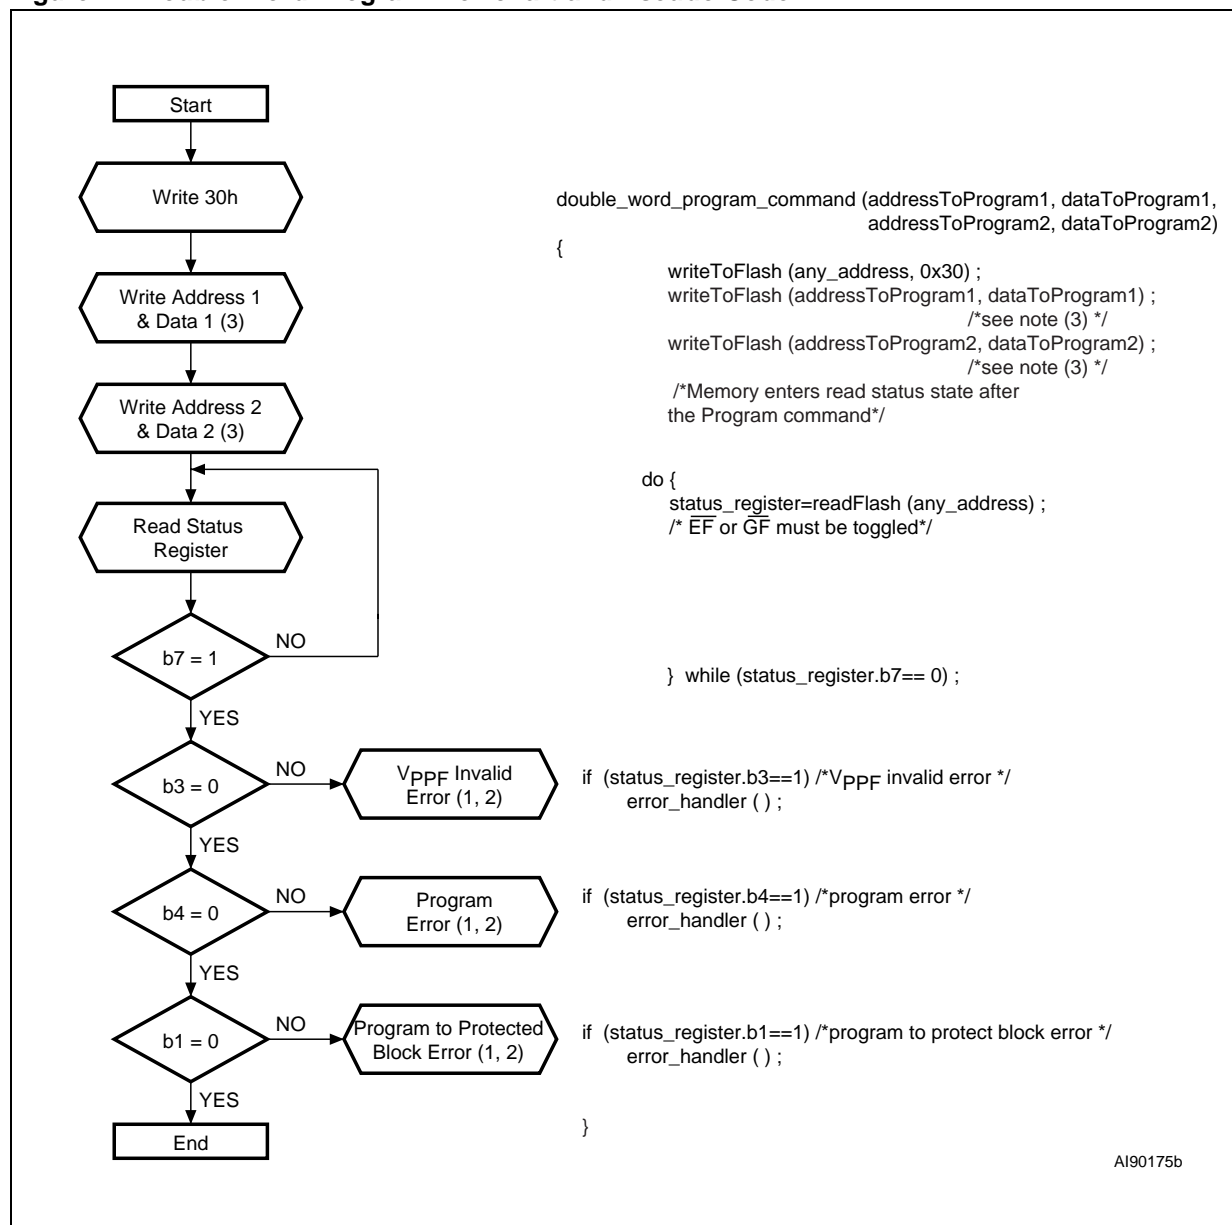 Start
Write 30h
Write Address 1
& Data 1 (3)
Write Address 2
& Data 2 (3)
Read Status
Register
b7 = 1
NO
YES
b3 = 0
NO
VPPF Invalid
Error (1, 2)
YES
b4 = 0
NO
Program
Error (1, 2)
YES
b1 = 0
NO
Program to Protected
Block Error (1, 2)
YES
End
double_word_program_command (addressToProgram1, dataToProgram1,
addressToProgram2, dataToProgram2)
{
writeToFlash (any_address, 0x30) ;
writeToFlash (addressToProgram1, dataToProgram1) ;
/*see note (3) */
writeToFlash (addressToProgram2, dataToProgram2) ;
/*see note (3) */
/*Memory enters read status state after
the Program command*/
do {
status_register=readFlash (any_address) ;
/* E̅F̅ or G̅F̅ must be toggled*/
} while (status_register.b7== 0) ;
if (status_register.b3==1) /*VPPF invalid error */
error_handler ( ) ;
if (status_register.b4==1) /*program error */
error_handler ( ) ;
if (status_register.b1==1) /*program to protect block error */
error_handler ( ) ;
}
AI90175b